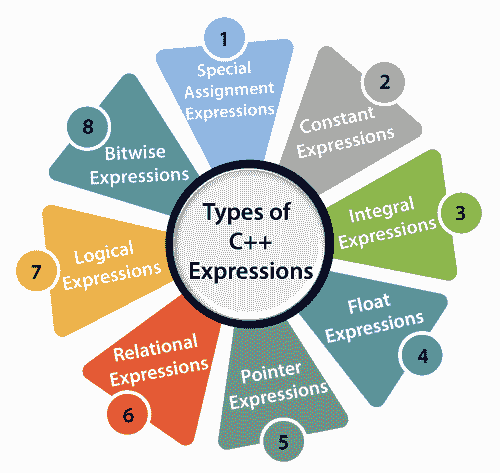 Types of
C++
Expressions
1
Special
Assignment
Expressions
2
Constant
Expressions
3
Integral
Expressions
4
Float
Expressions
5
Pointer
Expressions
6
Relational
Expressions
7
Logical
Expressions
8
Bitwise
Expressions